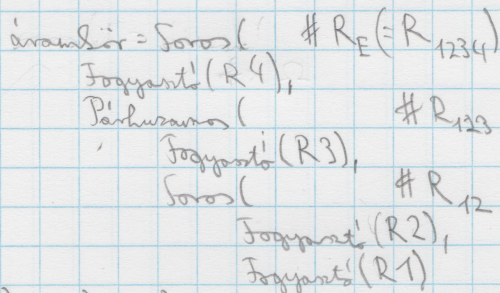 áramkör = Soros( # R_E (= R_1234)
Fogyasztó(R4),
Párhuzamos( # R_123
Fogyasztó(R3),
Soros( # R_12
Fogyasztó(R2),
Fogyasztó(R1)